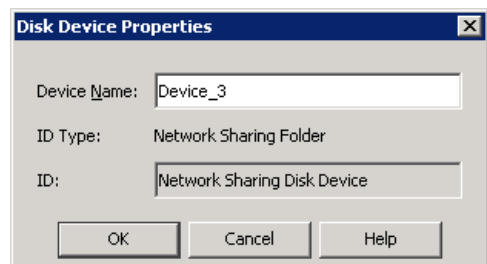 Disk Device Properties
Device Name: Device_3
ID Type: Network Sharing Folder
ID: Network Sharing Disk Device
OK Cancel Help